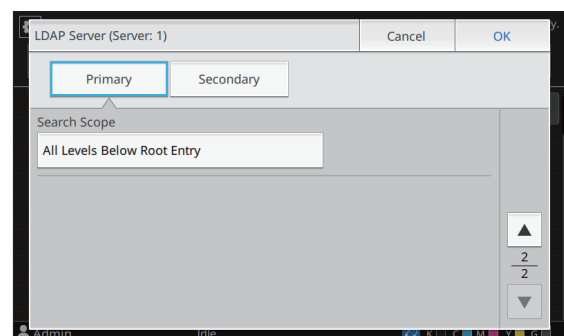 LDAP Server (Server: 1)
Cancel
OK
y.
Primary
Secondary
Search Scope
All Levels Below Root Entry
2
2
Admin
Idle
K C M Y G